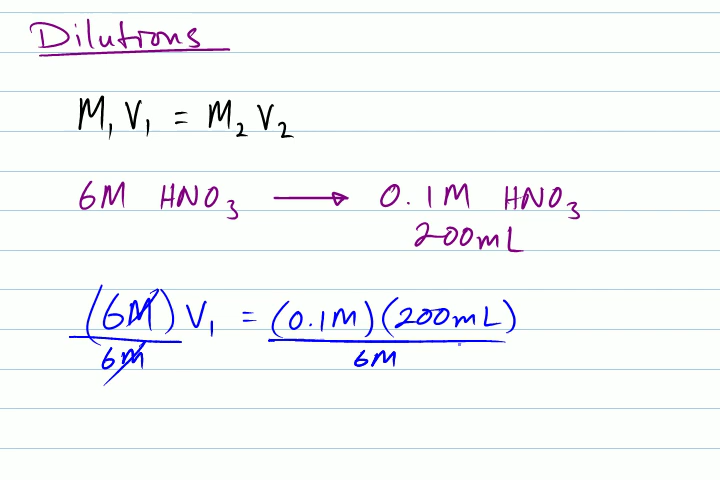 Dilutions
M₁V₁ = M₂V₂
6M HNO₃ → 0.1M HNO₃
200mL
(6M)V₁ = (0.1M)(200mL)
6M 6M